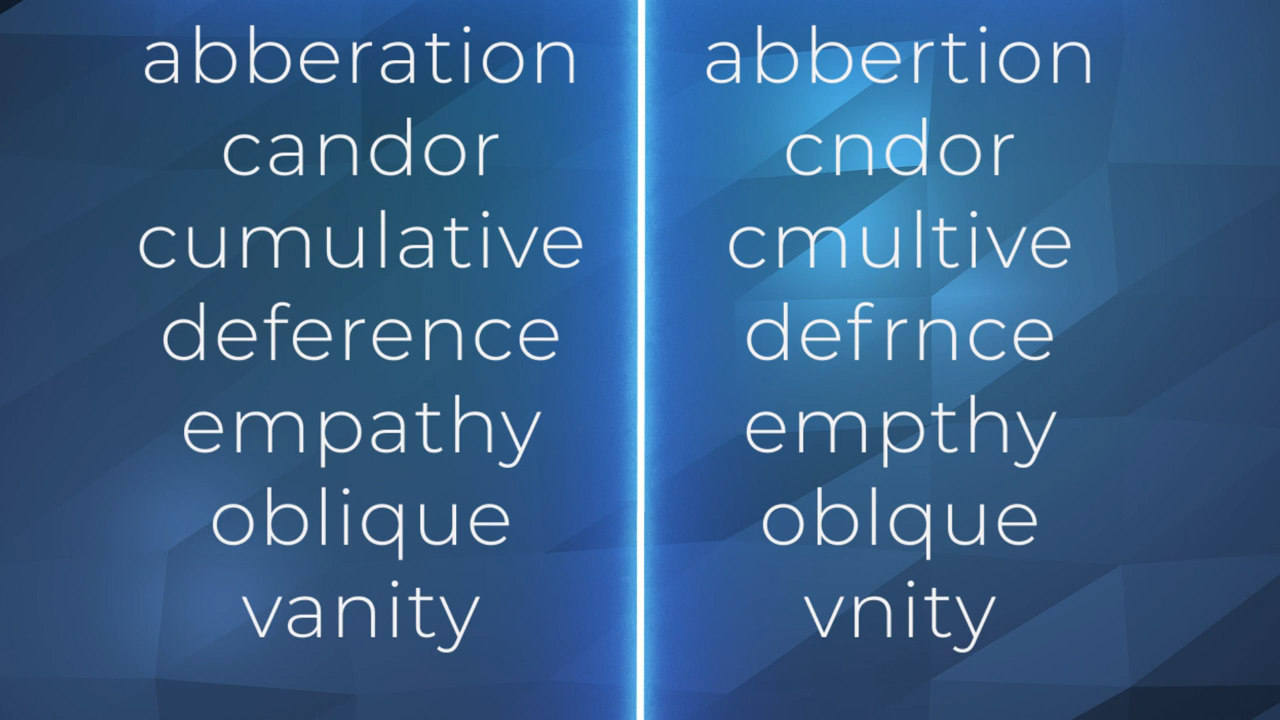 abberation
candor
cumulative
deference
empathy
oblique
vanity
abbertion
cndor
cmultive
defrnce
empthy
oblque
vnity